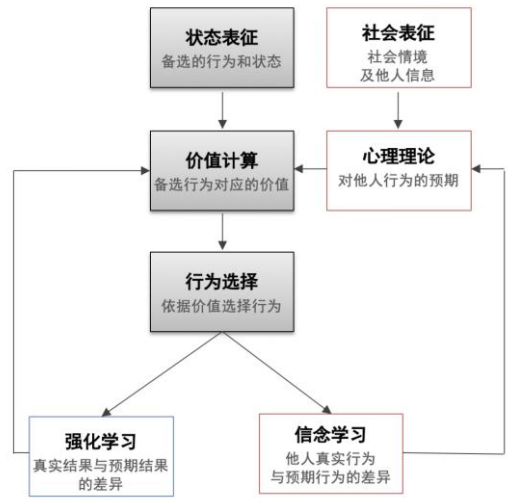 状态表征
备选的行为和状态
社会表征
社会情境
及他人信息
价值计算
备选行为对应的价值
心理理论
对他人行为的预期
行为选择
依据价值选择行为
强化学习
真实结果与预期结果
的差异
信念学习
他人真实行为
与预期行为的差异